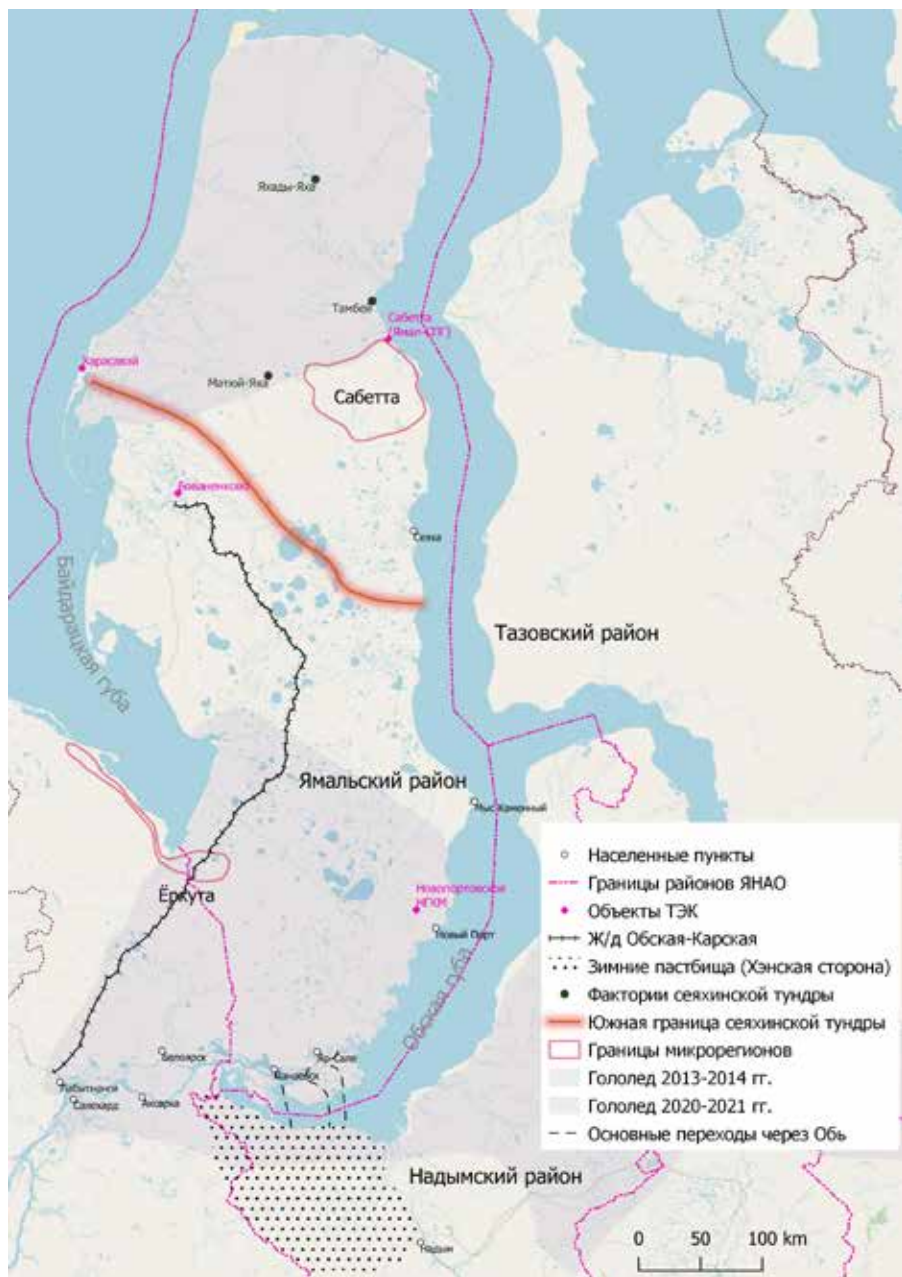 Яхады-Яха
Тамбей
Сабетта
(Ямал-СПГ)
Харасавэй
Матюй-Яха
Сабетта
Бованенково
Сеяха
Байдарацкая губа
Тазовский район
Ямальский район
Мыс Каменный
Ёркута
Новопортовское
НГКМ
Новый Порт
Обская губа
Белоярск
Яр-Сале
Панаевск
Лабытнанги
Салехард
Аксарка
Надымский район
Надым
Населенные пункты
Границы районов ЯНАО
Объекты ТЭК
Ж/д Обская-Карская
Зимние пастбища (Хэнская сторона)
Фактории сеяхинской тундры
Южная граница сеяхинской тундры
Границы микрорегионов
Гололед 2013-2014 гг.
Гололед 2020-2021 гг.
Основные переходы через Обь
0 50 100 km